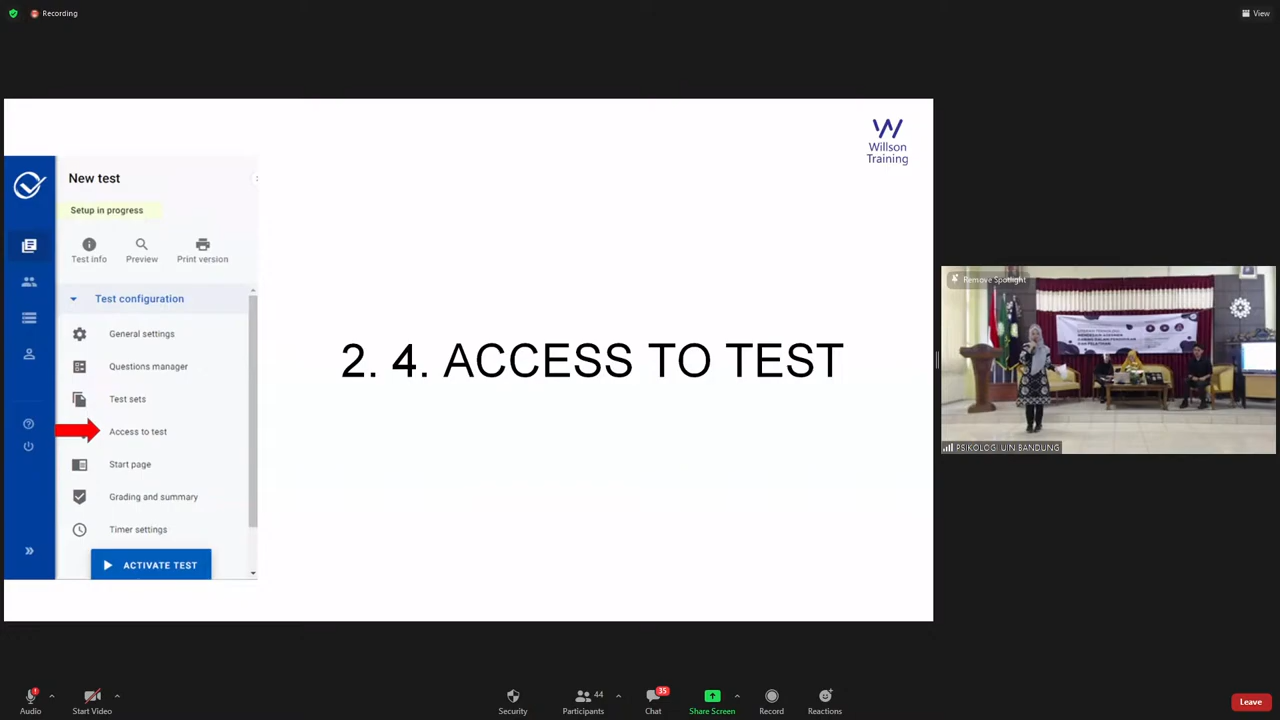 Recording
View
Willson
Training
New test
Setup in progress
Test info
Preview
Print version
Test configuration
General settings
Questions manager
Test sets
Access to test
Start page
Grading and summary
Timer settings
ACTIVATE TEST
2. 4. ACCESS TO TEST
Remove Spotlight
PSIKOLOGI UIN BANDUNG
Audio
Start Video
Security
44
Participants
35
Chat
Share Screen
Record
Reactions
Leave